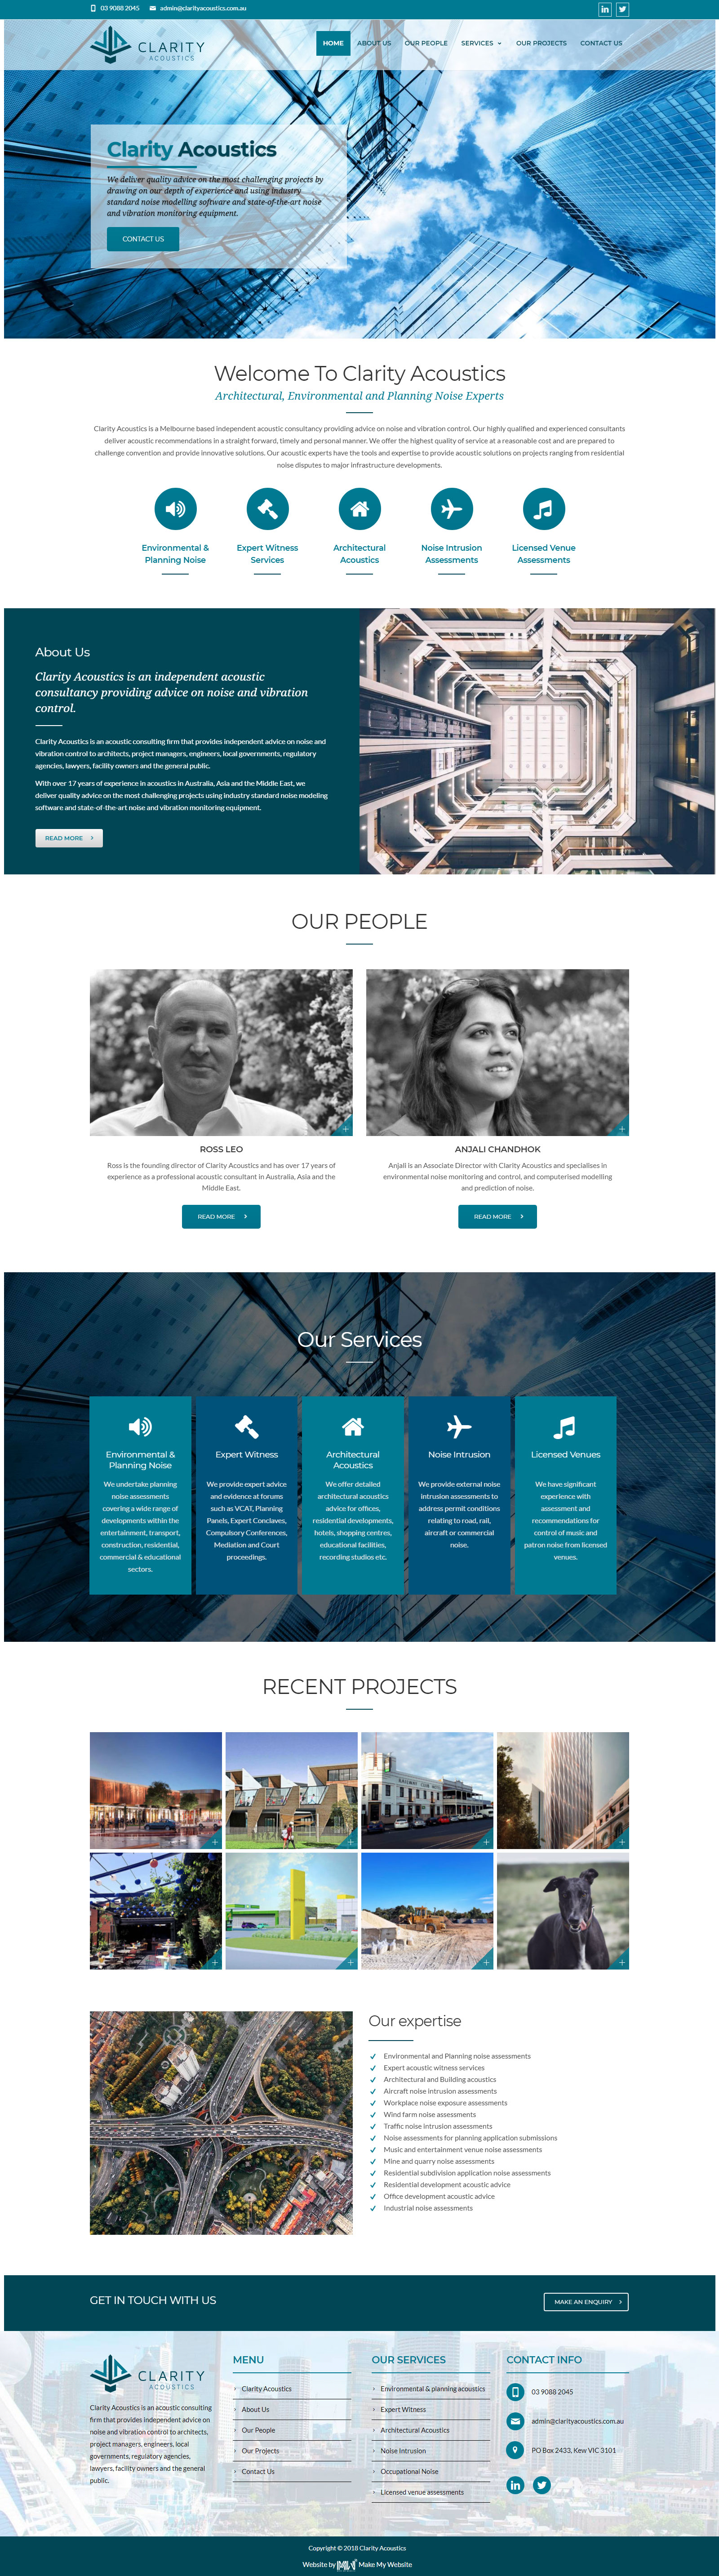 03 9088 2045 admin@clarityacoustics.com.au
CLARITY
ACOUSTICS
HOME ABOUT US OUR PEOPLE SERVICES OUR PROJECTS CONTACT US
Clarity Acoustics
We deliver quality advice on the most challenging projects by
drawing on our depth of experience and using industry
standard noise modelling software and state-of-the-art noise
and vibration monitoring equipment.
CONTACT US
Welcome To Clarity Acoustics
Architectural, Environmental and Planning Noise Experts
Clarity Acoustics is a Melbourne based independent acoustic consultancy providing advice on noise and vibration control. Our highly qualified and experienced consultants
deliver acoustic recommendations in a straight forward, timely and personal manner. We offer the highest quality of service at a reasonable cost and are prepared to
challenge convention and provide innovative solutions. Our acoustic experts have the tools and expertise to provide acoustic solutions on projects ranging from residential
noise disputes to major infrastructure developments.
Environmental &
Planning Noise
Expert Witness
Services
Architectural
Acoustics
Noise Intrusion
Assessments
Licensed Venue
Assessments
About Us
Clarity Acoustics is an independent acoustic
consultancy providing advice on noise and vibration
control.
Clarity Acoustics is an acoustic consulting firm that provides independent advice on noise and
vibration control to architects, project managers, engineers, local governments, regulatory
agencies, lawyers, facility owners and the general public.
With over 17 years of experience in acoustics in Australia, Asia and the Middle East, we
deliver quality advice on the most challenging projects using industry standard noise modeling
software and state-of-the-art noise and vibration monitoring equipment.
READ MORE
OUR PEOPLE
ROSS LEO
Ross is the founding director of Clarity Acoustics and has over 17 years of
experience as a professional acoustic consultant in Australia, Asia and the
Middle East.
READ MORE
ANJALI CHANDHOK
Anjali is an Associate Director with Clarity Acoustics and specialises in
environmental noise monitoring and control, and computerised modelling
and prediction of noise.
READ MORE
Our Services
Environmental &
Planning Noise
We undertake planning
noise assessments
covering a wide range of
developments within the
entertainment, transport,
construction, residential,
commercial & educational
sectors.
Expert Witness
We provide expert advice
and evidence at forums
such as VCAT, Planning
Panels, Expert Conclaves,
Compulsory Conferences,
Mediation and Court
proceedings.
Architectural
Acoustics
We offer detailed
architectural acoustics
advice for offices,
residential developments,
hotels, shopping centres,
educational facilities,
recording studios etc.
Noise Intrusion
We provide external noise
intrusion assessments to
address permit conditions
relating to road, rail,
aircraft or commercial
noise.
Licensed Venues
We have significant
experience with
assessment and
recommendations for
control of music and
patron noise from licensed
venues.
RECENT PROJECTS
Our expertise
Environmental and Planning noise assessments
Expert acoustic witness services
Architectural and Building acoustics
Aircraft noise intrusion assessments
Workplace noise exposure assessments
Wind farm noise assessments
Traffic noise intrusion assessments
Noise assessments for planning application submissions
Music and entertainment venue noise assessments
Mine and quarry noise assessments
Residential subdivision application noise assessments
Residential development acoustic advice
Office development acoustic advice
Industrial noise assessments
GET IN TOUCH WITH US
MAKE AN ENQUIRY
CLARITY
ACOUSTICS
Clarity Acoustics is an acoustic consulting
firm that provides independent advice on
noise and vibration control to architects,
project managers, engineers, local
governments, regulatory agencies,
lawyers, facility owners and the general
public.
MENU
Clarity Acoustics
About Us
Our People
Our Projects
Contact Us
OUR SERVICES
Environmental & planning acoustics
Expert Witness
Architectural Acoustics
Noise Intrusion
Occupational Noise
Licensed venue assessments
CONTACT INFO
03 9088 2045
admin@clarityacoustics.com.au
PO Box 2433, Kew VIC 3101
Copyright © 2018 Clarity Acoustics
Website by MMW Make My Website